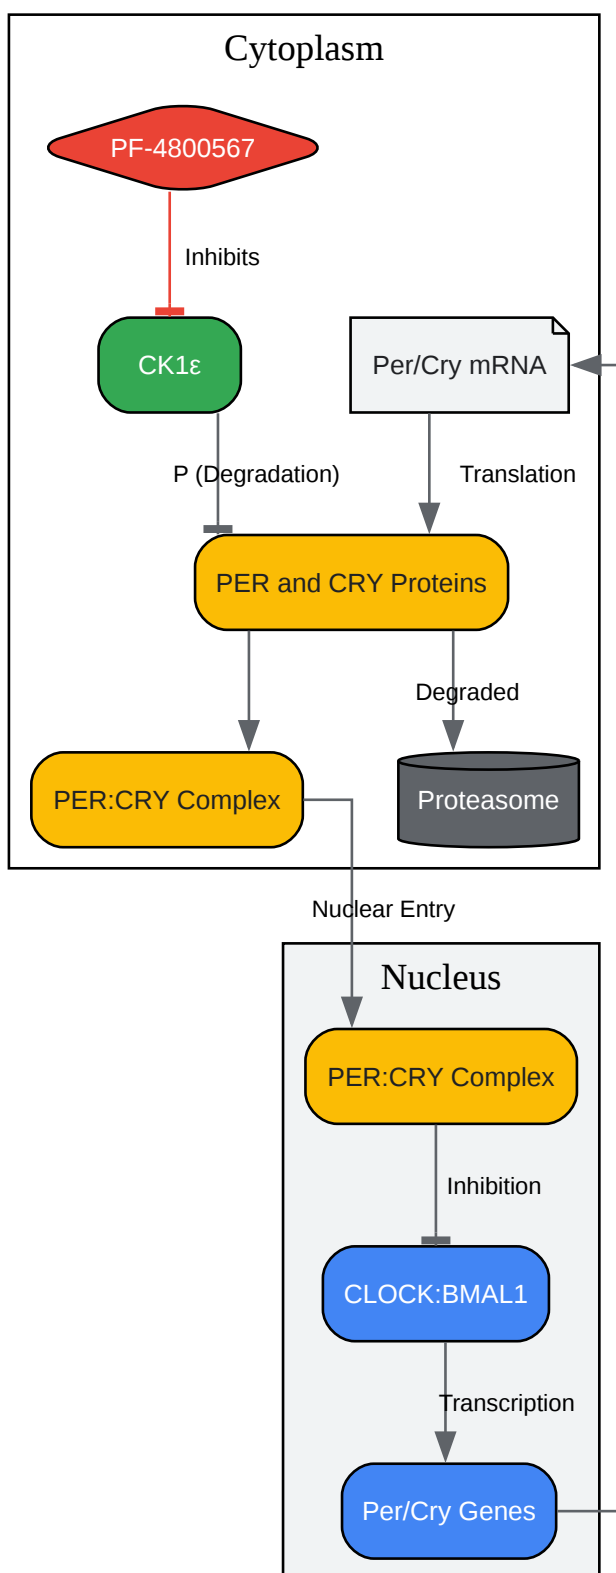 Cytoplasm
PF-4800567
Inhibits
CK1ε
Per/Cry mRNA
P (Degradation)
Translation
PER and CRY Proteins
Degraded
PER:CRY Complex
Proteasome
Nuclear Entry
Nucleus
PER:CRY Complex
Inhibition
CLOCK:BMAL1
Transcription
Per/Cry Genes